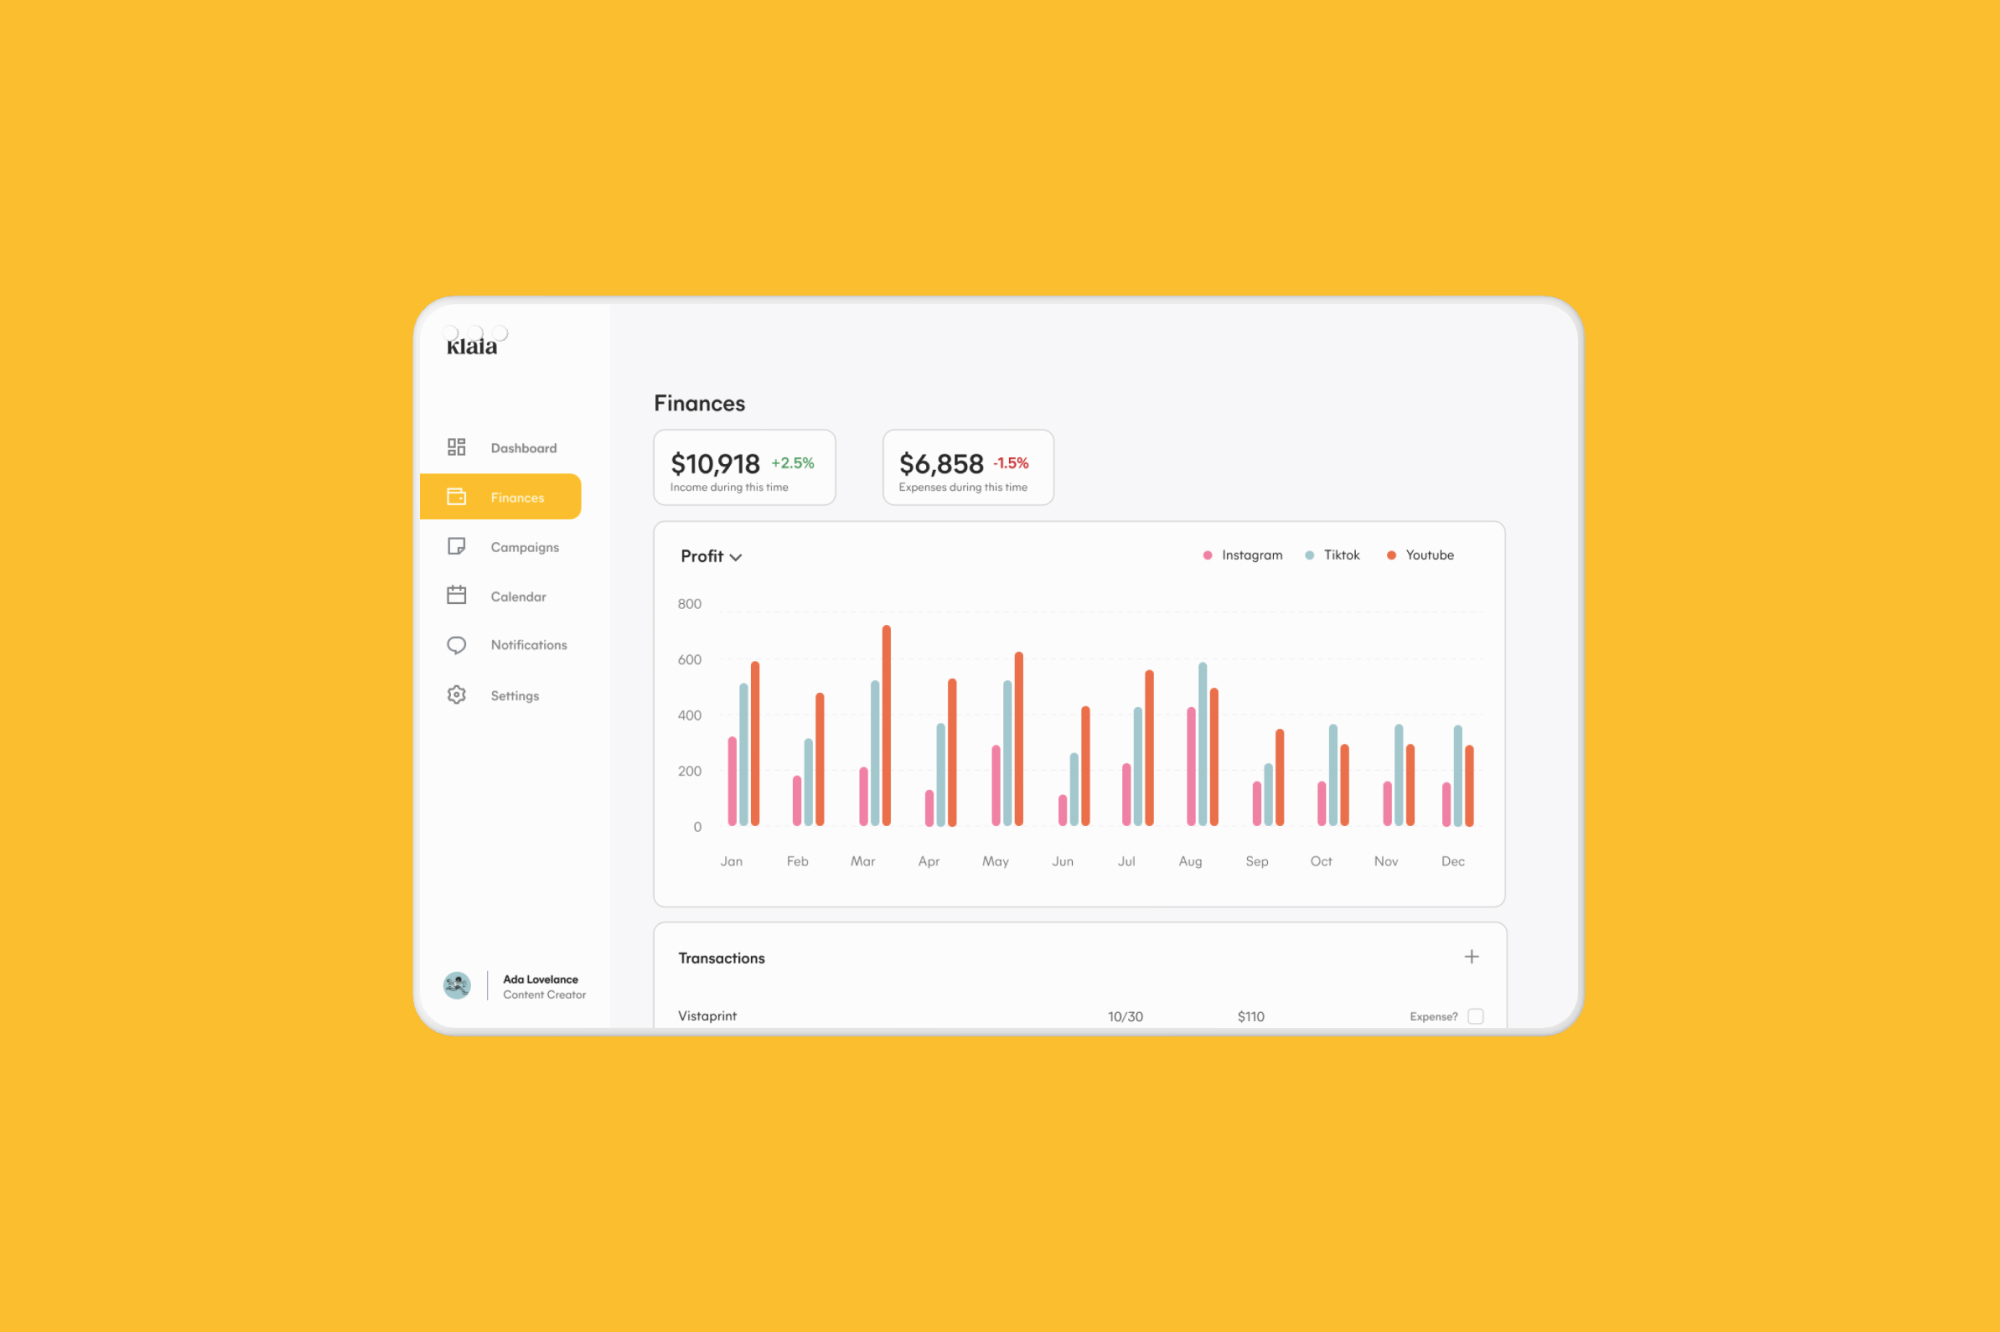 klaia
Dashboard
Finances
Campaigns
Calendar
Notifications
Settings
Ada Lovelance
Content Creator
Finances
$10,918 +2.5%
Income during this time
$6,858 -1.5%
Expenses during this time
Profit
Instagram Tiktok Youtube
800
600
400
200
0
Jan Feb Mar Apr May Jun Jul Aug Sep Oct Nov Dec
Transactions
Vistaprint 10/30 $110 Expense?